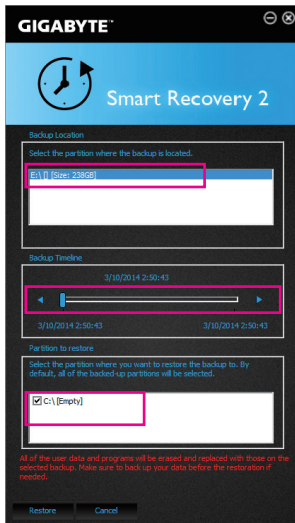 GIGABYTE™
Smart Recovery 2
Backup Location
Select the partition where the backup is located.
E:\ [] [Size: 238GB]
Backup Timeline
3/10/2014 2:50:43
3/10/2014 2:50:43 3/10/2014 2:50:43
Partition to restore
Select the partition where you want to restore the backup to. By
default, all of the backed-up partitions will be selected.
C:\ [Empty]
All of the user data and programs will be erased and replaced with those on the
selected backup. Make sure to back up your data before the restoration if
needed.
Restore Cancel